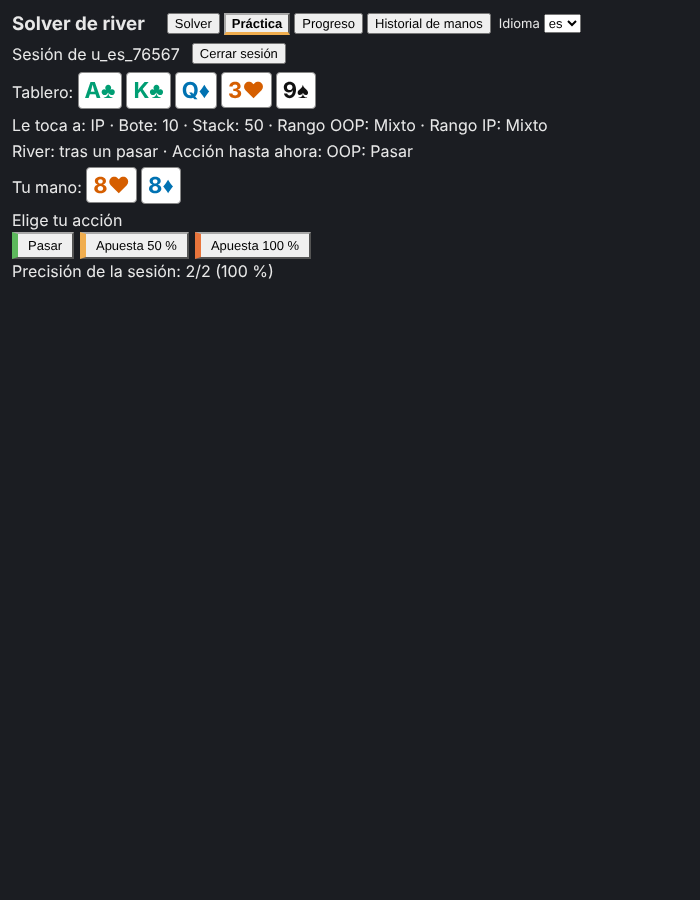 Solver de river Solver Práctica Progreso Historial de manos Idioma es
Sesión de u_es_76567 Cerrar sesión
Tablero: A♣ K♣ Q♦ 3♥ 9♠
Le toca a: IP · Bote: 10 · Stack: 50 · Rango OOP: Mixto · Rango IP: Mixto
River: tras un pasar · Acción hasta ahora: OOP: Pasar
Tu mano: 8♥ 8♦
Elige tu acción
Pasar Apuesta 50 % Apuesta 100 %
Precisión de la sesión: 2/2 (100 %)